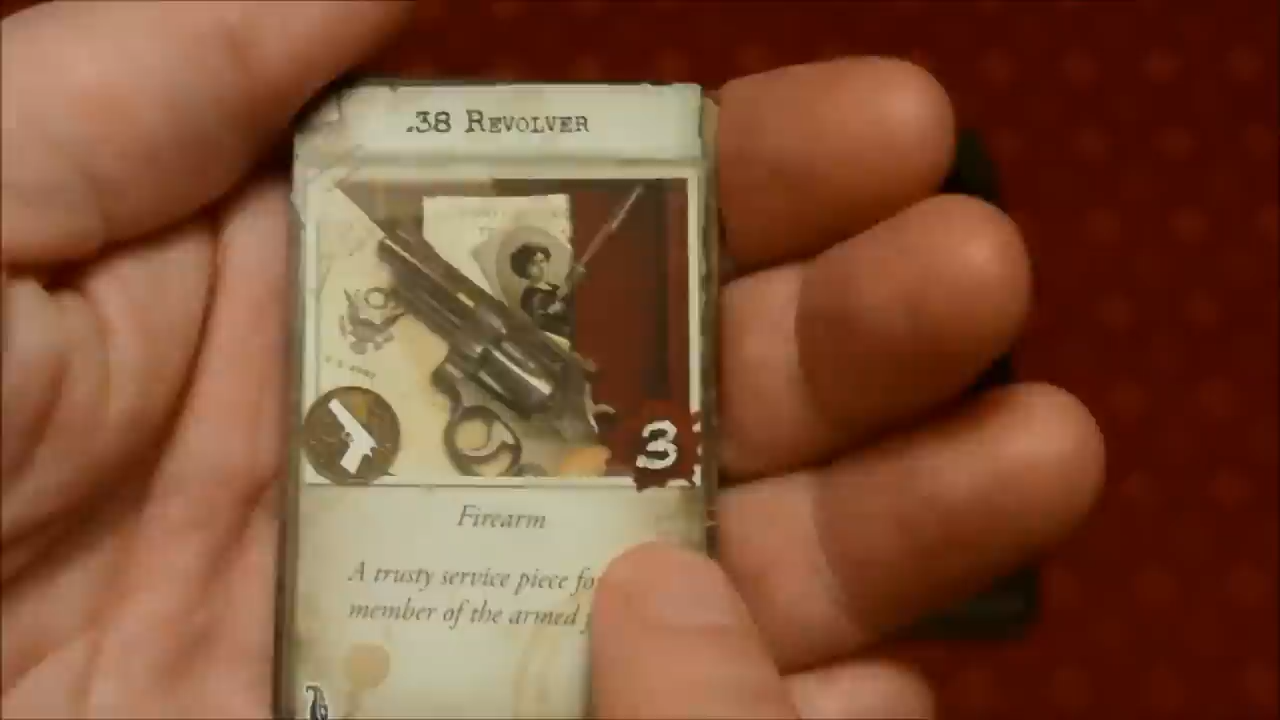 .38 REVOLVER
3
Firearm
A trusty service piece fo
member of the armed